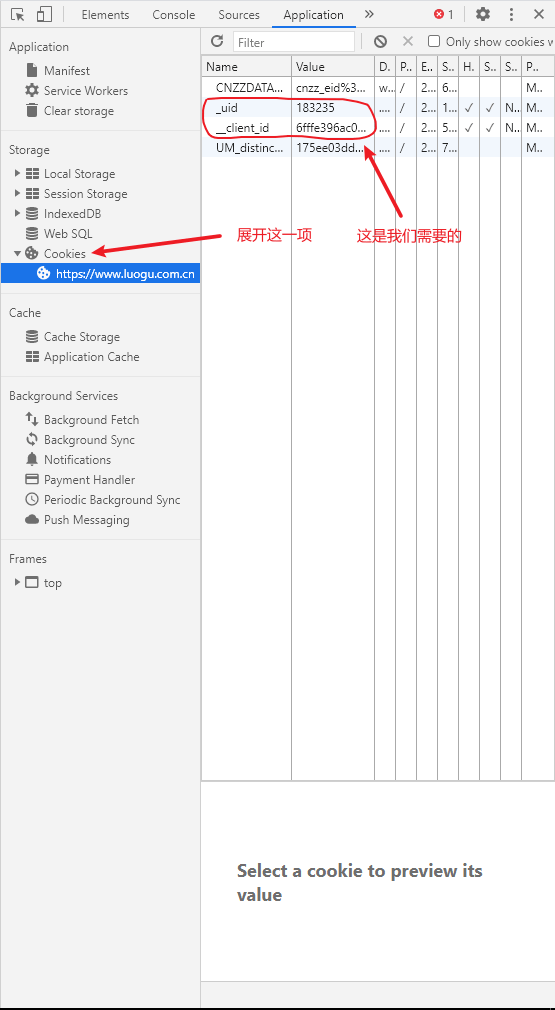 Elements Console Sources Application » 1
Application
Manifest
Service Workers
Clear storage
Storage
Local Storage
Session Storage
IndexedDB
Web SQL
Cookies
https://www.luogu.com.cn
Cache
Cache Storage
Application Cache
Background Services
Background Fetch
Background Sync
Notifications
Payment Handler
Periodic Background Sync
Push Messaging
Frames
top
Filter Only show cookies w
Name Value D. P.. E.. S.. H. S.. S.. P..
CNZZDATA... cnzz_eid%3... w... / 2... 6... M..
_uid 183235 .... / 2... 1... ✓ ✓ N... M..
__client_id 6fffe396ac0... .... / 2... 5... ✓ ✓ N... M..
UM_distinc... 175ee03dd... .... / 2... 7... M..
展开这一项
这是我们需要的
Select a cookie to preview its
value